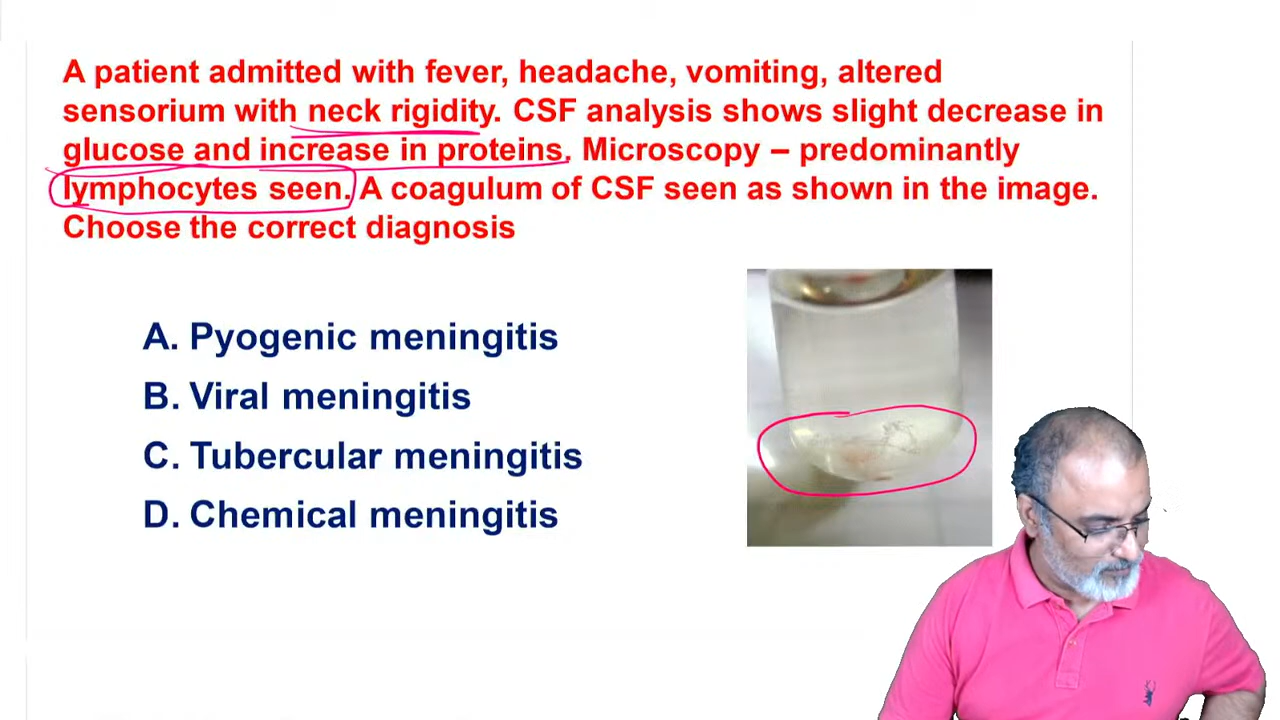 A patient admitted with fever, headache, vomiting, altered
sensorium with neck rigidity. CSF analysis shows slight decrease in
glucose and increase in proteins. Microscopy – predominantly
lymphocytes seen. A coagulum of CSF seen as shown in the image.
Choose the correct diagnosis
A. Pyogenic meningitis
B. Viral meningitis
C. Tubercular meningitis
D. Chemical meningitis